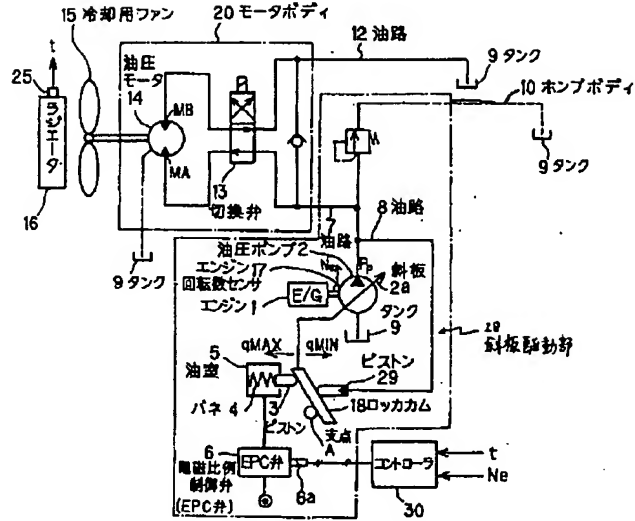 15 冷却用ファン
20 モータボディ
12 油路
9 タンク
10 ホンプボディ
9 タンク
25
t
油圧
モータ
14
MB
MA
ラジエータ
16
13
切換弁
7
油路
8 油路
9 タンク
油圧ポンプ2
Pp
斜板
2a
エンジン17
回転数センサ
エンジン1
E/G
タンク
9
28
斜板駆動部
qMAX
qMIN
5
油室
バネ 4
3
ピストン
ピストン
29
18ロッカカム
支点
A
6
電磁比例
制御弁
(EPC弁)
EPC弁
6a
コントローラ
30
t
Ne